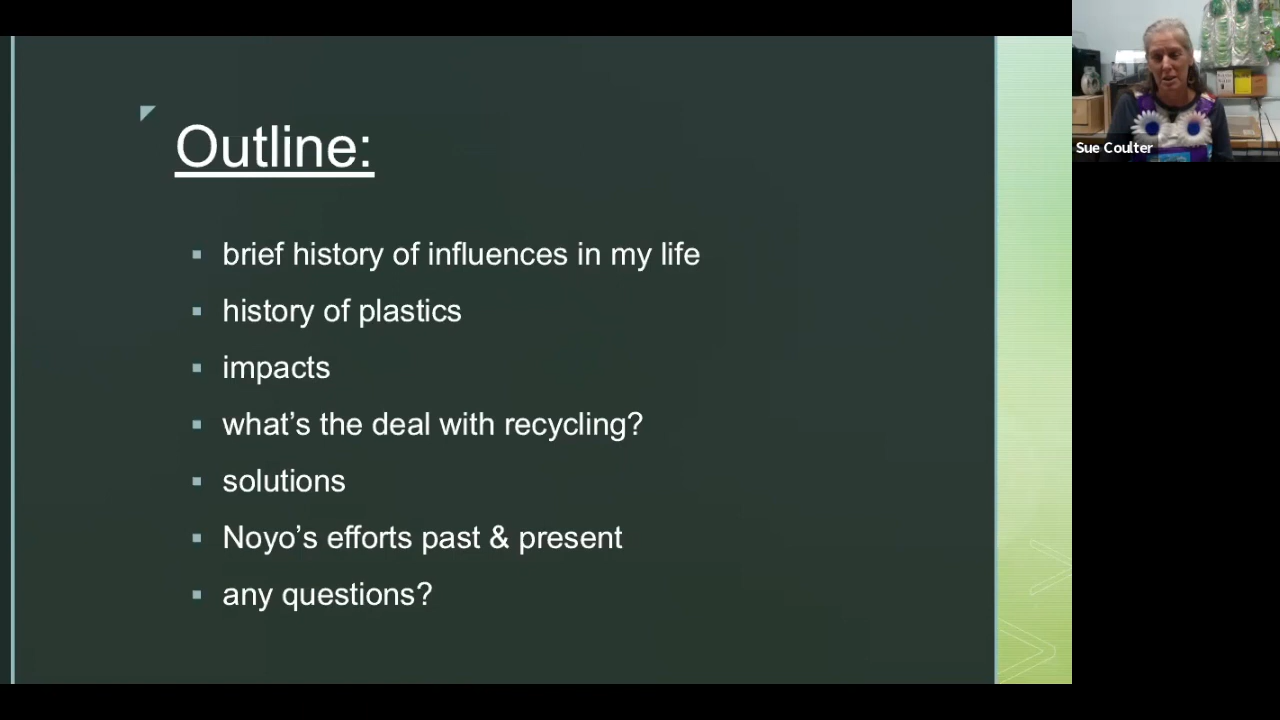 Outline:
brief history of influences in my life
history of plastics
impacts
what's the deal with recycling?
solutions
Noyo's efforts past & present
any questions?
Sue Coulter